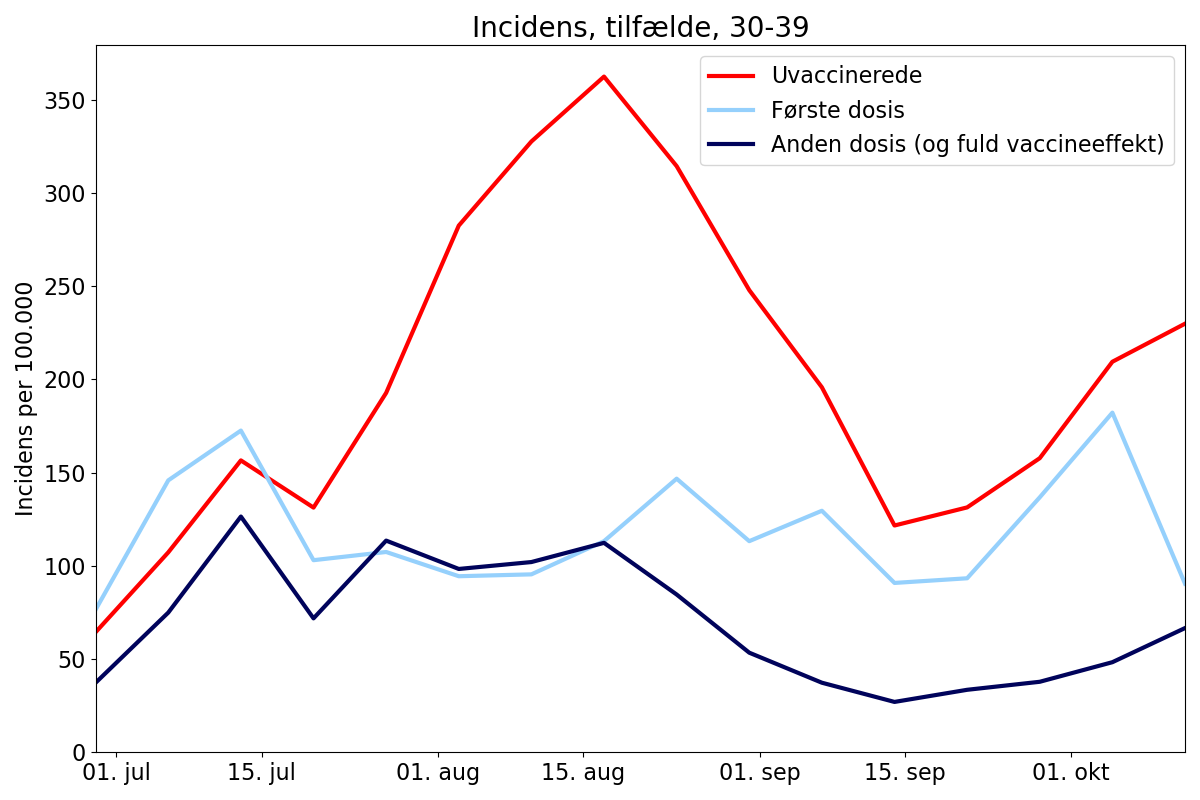 Incidens, tilfælde, 30-39
Uvaccinerede
Første dosis
Anden dosis (og fuld vaccineeffekt)
Incidens per 100.000
350
300
250
200
150
100
50
0
01. jul
15. jul
01. aug
15. aug
01. sep
15. sep
01. okt